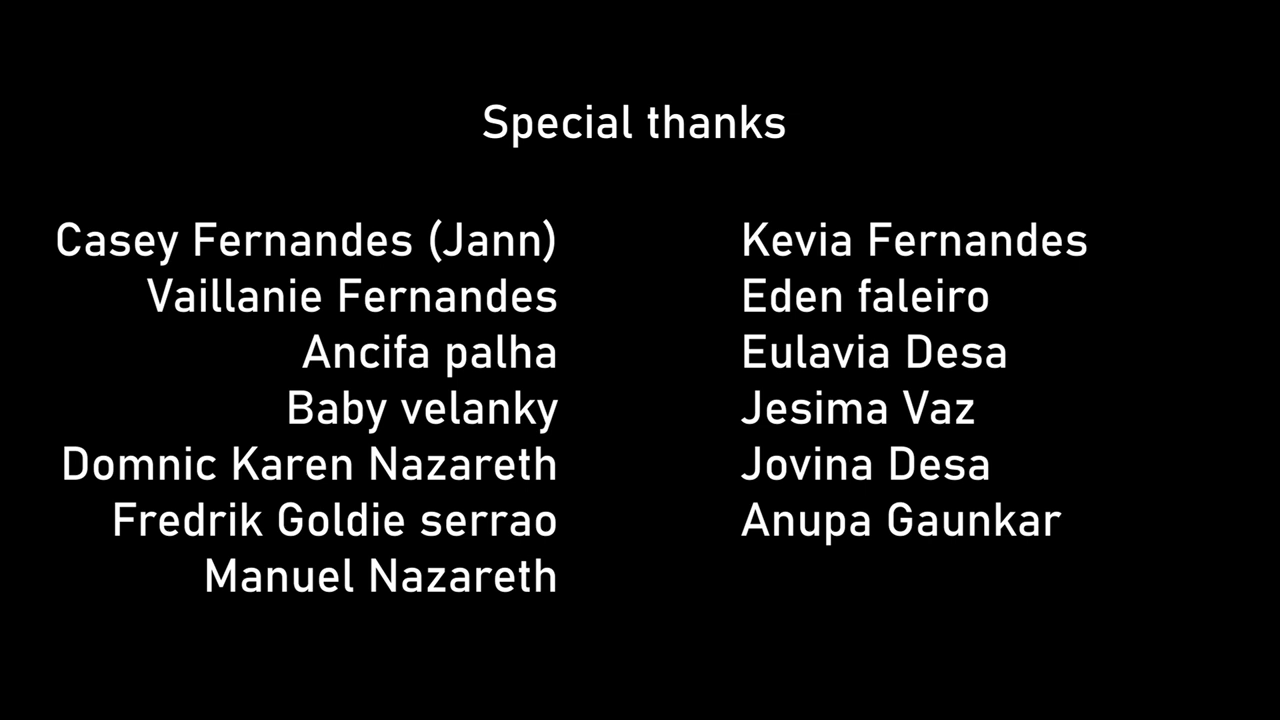 Special thanks
Casey Fernandes (Jann)
Vaillanie Fernandes
Ancifa palha
Baby velanky
Domnic Karen Nazareth
Fredrik Goldie serrao
Manuel Nazareth
Kevia Fernandes
Eden faleiro
Eulavia Desa
Jesima Vaz
Jovina Desa
Anupa Gaunkar